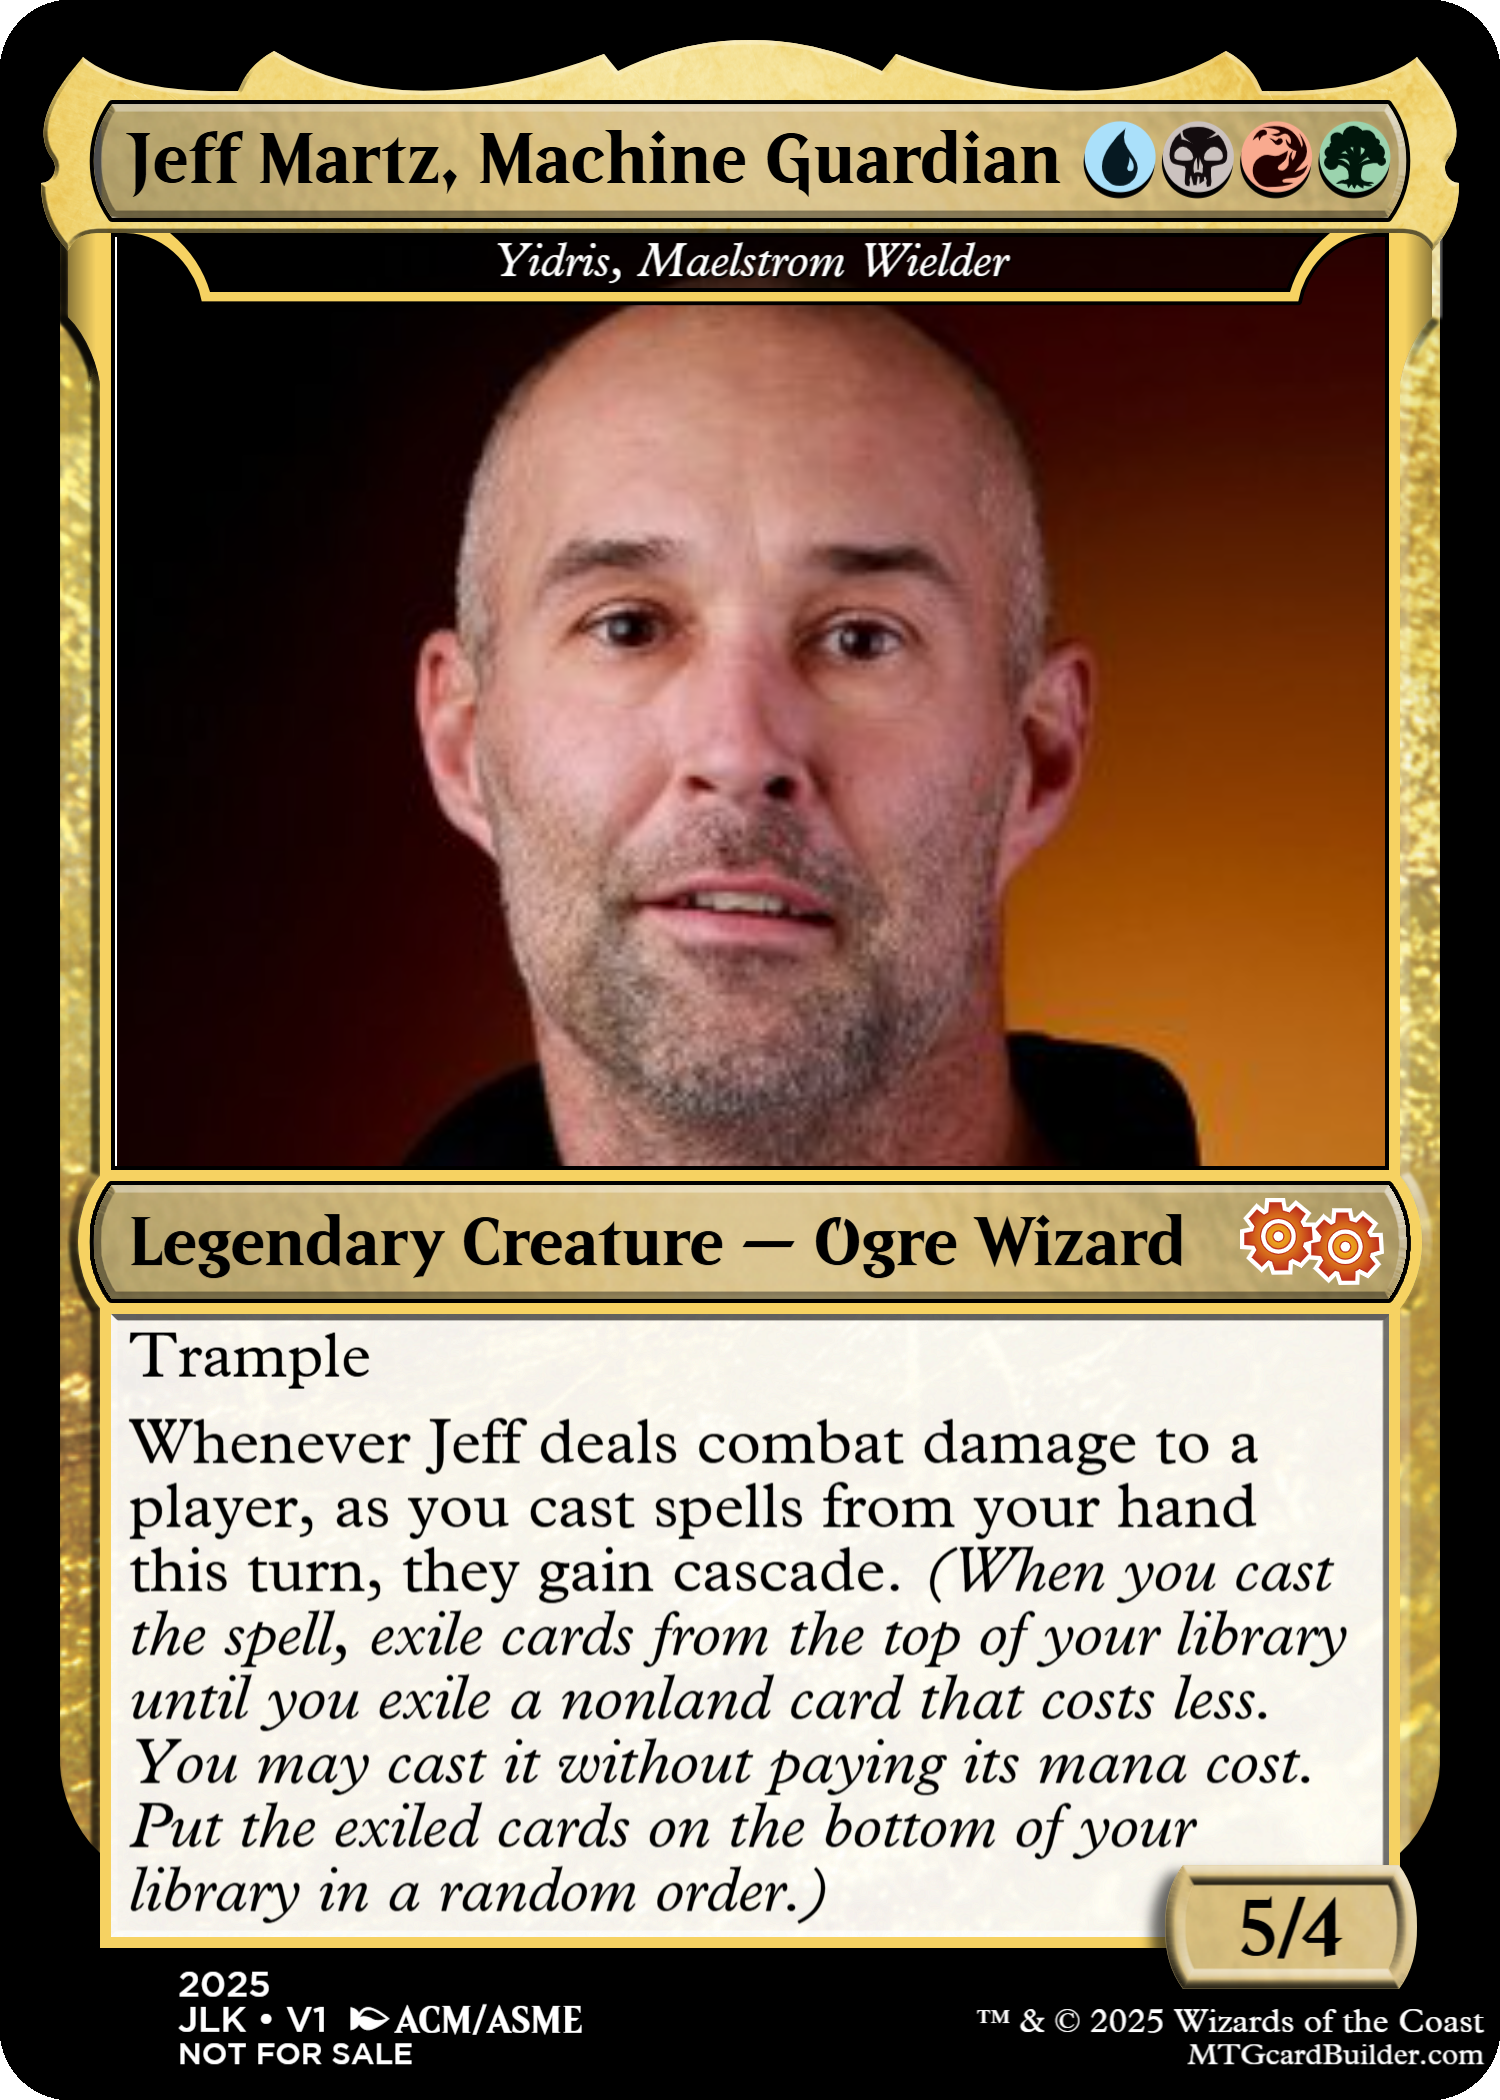 Jeff Martz, Machine Guardian
Yidris, Maelstrom Wielder
Legendary Creature — Ogre Wizard
Trample
Whenever Jeff deals combat damage to a
player, as you cast spells from your hand
this turn, they gain cascade. (When you cast
the spell, exile cards from the top of your library
until you exile a nonland card that costs less.
You may cast it without paying its mana cost.
Put the exiled cards on the bottom of your
library in a random order.)
5/4
2025
JLK • V1 ACM/ASME
NOT FOR SALE
™ & © 2025 Wizards of the Coast
MTGcardBuilder.com